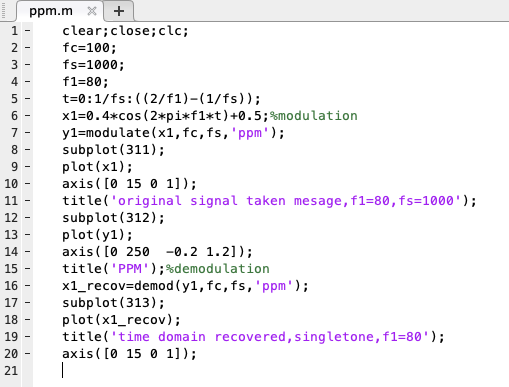 ppm.m × +
1 - clear;close;clc;
2 - fc=100;
3 - fs=1000;
4 - f1=80;
5 - t=0:1/fs:((2/f1)-(1/fs));
6 - x1=0.4*cos(2*pi*f1*t)+0.5;%modulation
7 - y1=modulate(x1,fc,fs,'ppm');
8 - subplot(311);
9 - plot(x1);
10 - axis([0 15 0 1]);
11 - title('original signal taken mesage,f1=80,fs=1000');
12 - subplot(312);
13 - plot(y1);
14 - axis([0 250  -0.2 1.2]);
15 - title('PPM');%demodulation
16 - x1_recov=demod(y1,fc,fs,'ppm');
17 - subplot(313);
18 - plot(x1_recov);
19 - title('time domain recovered,singletone,f1=80');
20 - axis([0 15 0 1]);
21